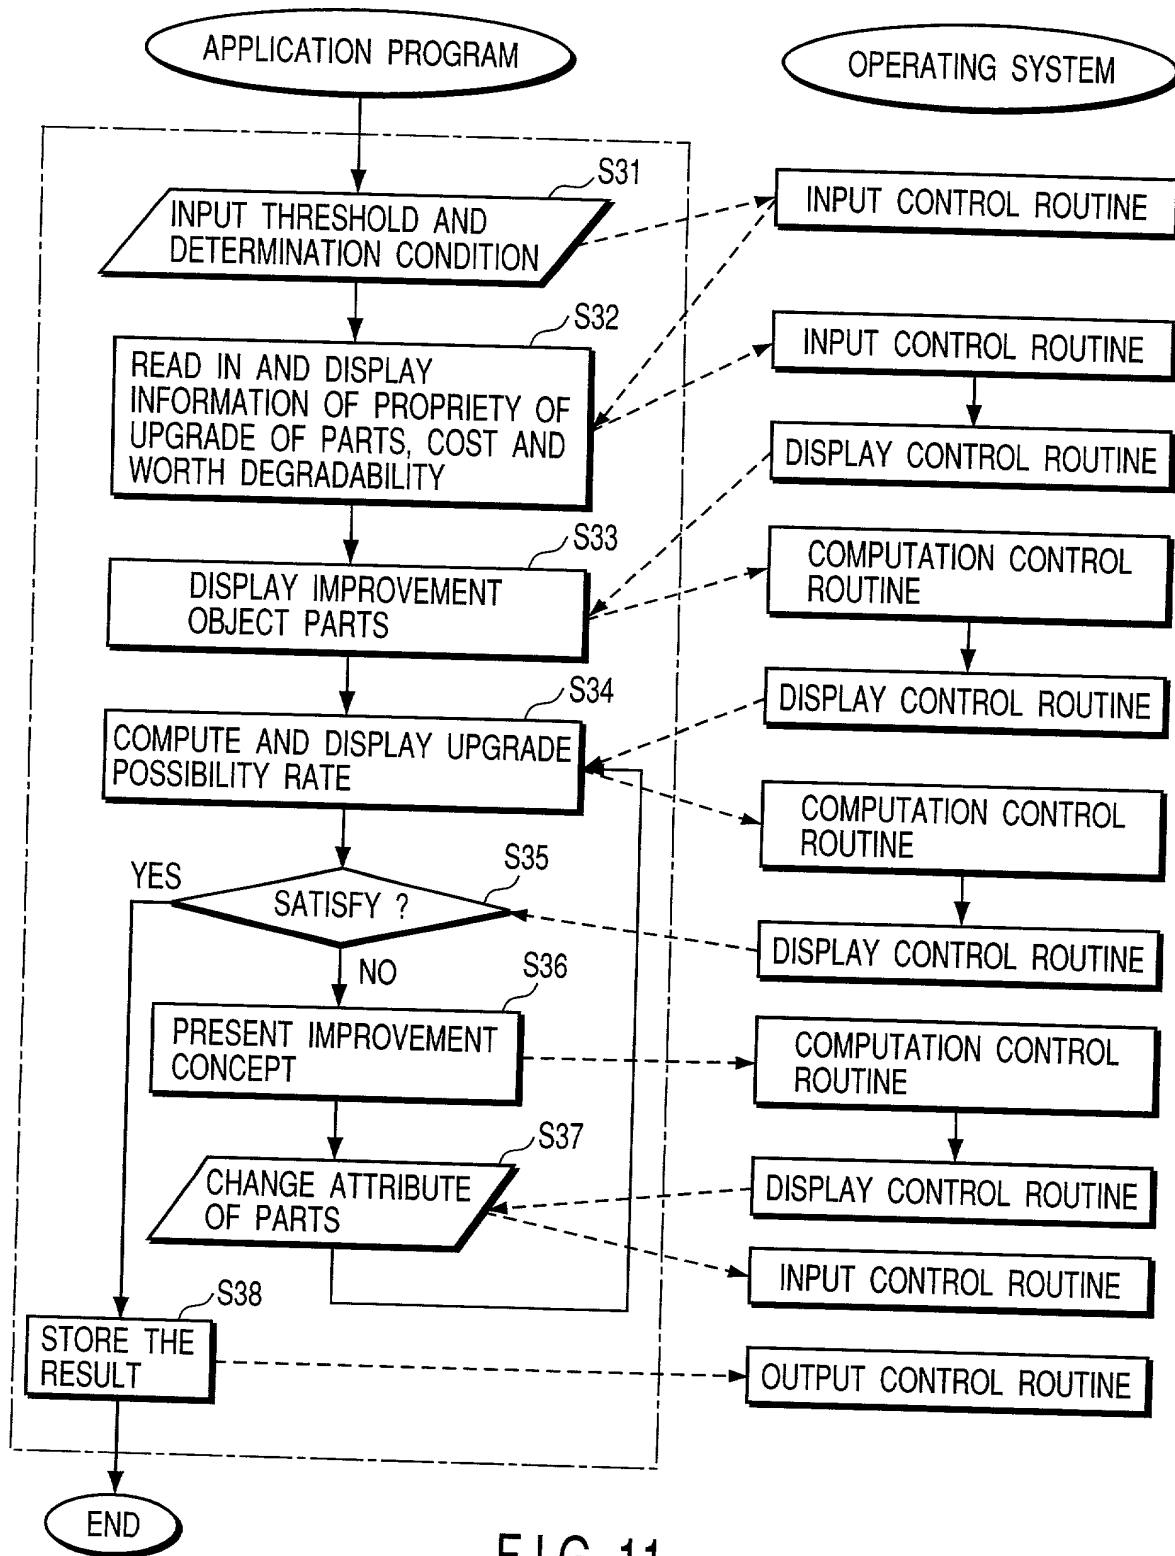 APPLICATION PROGRAM
OPERATING SYSTEM
S31
INPUT THRESHOLD AND
DETERMINATION CONDITION
INPUT CONTROL ROUTINE
S32
READ IN AND DISPLAY
INFORMATION OF PROPRIETY OF
UPGRADE OF PARTS, COST AND
WORTH DEGRADABILITY
INPUT CONTROL ROUTINE
DISPLAY CONTROL ROUTINE
S33
DISPLAY IMPROVEMENT
OBJECT PARTS
COMPUTATION CONTROL
ROUTINE
DISPLAY CONTROL ROUTINE
S34
COMPUTE AND DISPLAY UPGRADE
POSSIBILITY RATE
COMPUTATION CONTROL
ROUTINE
S35
YES
SATISFY ?
DISPLAY CONTROL ROUTINE
NO
S36
PRESENT IMPROVEMENT
CONCEPT
COMPUTATION CONTROL
ROUTINE
S37
CHANGE ATTRIBUTE
OF PARTS
DISPLAY CONTROL ROUTINE
INPUT CONTROL ROUTINE
S38
STORE THE
RESULT
OUTPUT CONTROL ROUTINE
END
FIG. 11